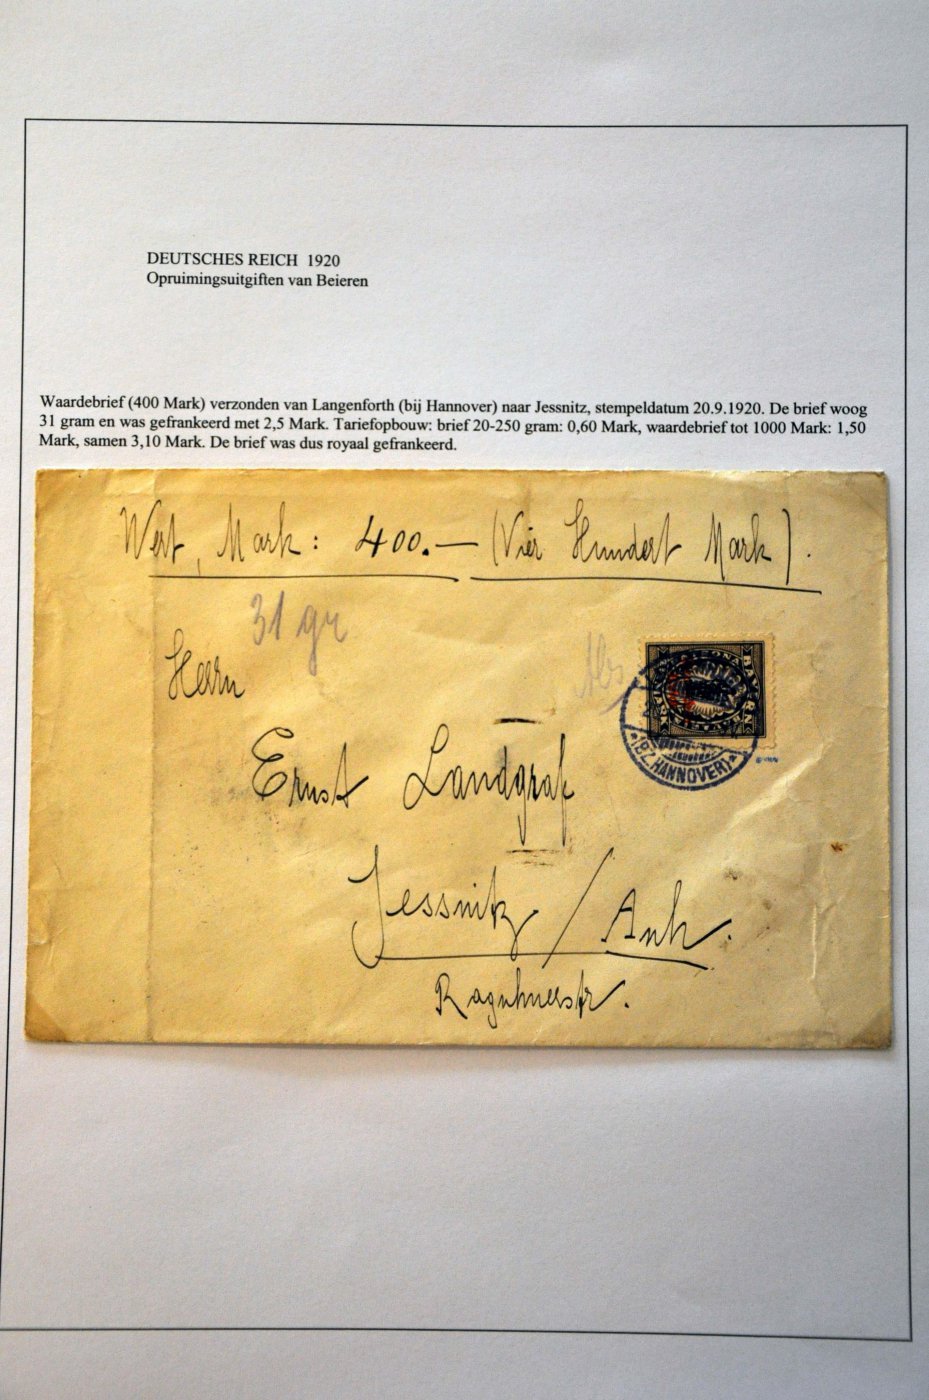 DEUTSCHES REICH 1920
Opruimingsuitgiften van Beieren
Waardebrief (400 Mark) verzonden van Langenforth (bij Hannover) naar Jessnitz, stempeldatum 20.9.1920. De brief woog
31 gram en was gefrankeerd met 2,5 Mark. Tariefopbouw: brief 20-250 gram: 0,60 Mark, waardebrief tot 1000 Mark: 1,50
Mark, samen 3,10 Mark. De brief was dus royaal gefrankeerd.
Wert, Mark: 400.— (Vier Hundert Mark).
31 gr
Herrn
BAYERN
(BZ. HANNOVER)
Ernst Landgraf
Jessnitz / Anh.